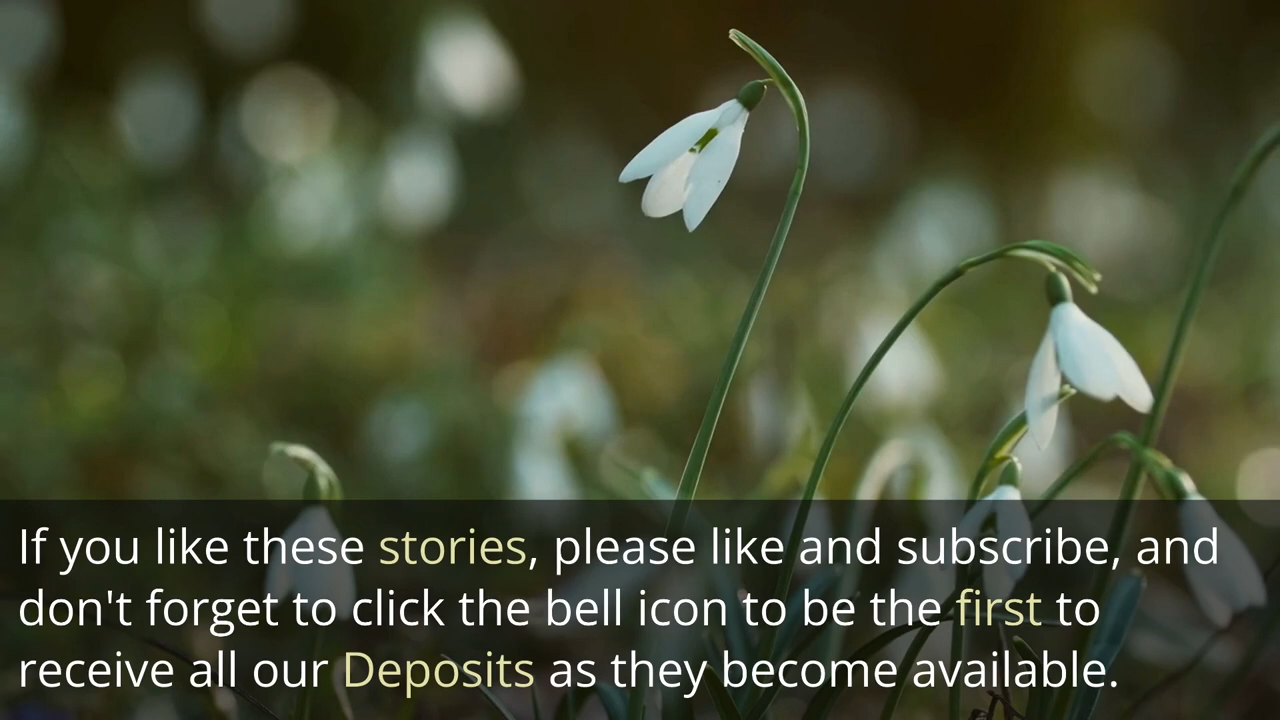 If you like these stories, please like and subscribe, and
don't forget to click the bell icon to be the first to
receive all our Deposits as they become available.